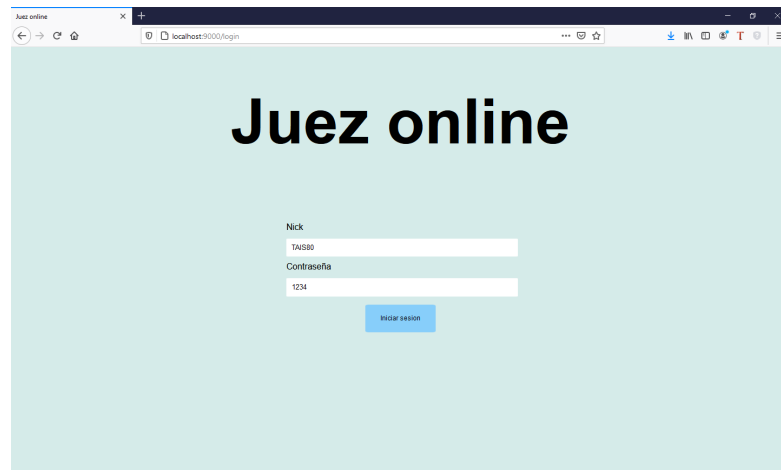 Juez online
localhost:9000/login
Juez online
Nick
TAIS80
Contraseña
1234
Iniciar sesion